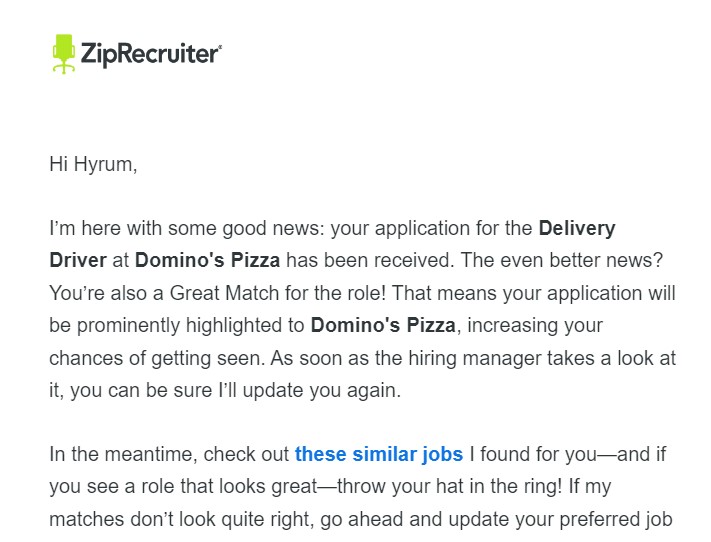 ZipRecruiter
Hi Hyrum,
I’m here with some good news: your application for the Delivery
Driver at Domino's Pizza has been received. The even better news?
You’re also a Great Match for the role! That means your application will
be prominently highlighted to Domino's Pizza, increasing your
chances of getting seen. As soon as the hiring manager takes a look at
it, you can be sure I’ll update you again.
In the meantime, check out these similar jobs I found for you—and if
you see a role that looks great—throw your hat in the ring! If my
matches don’t look quite right, go ahead and update your preferred job